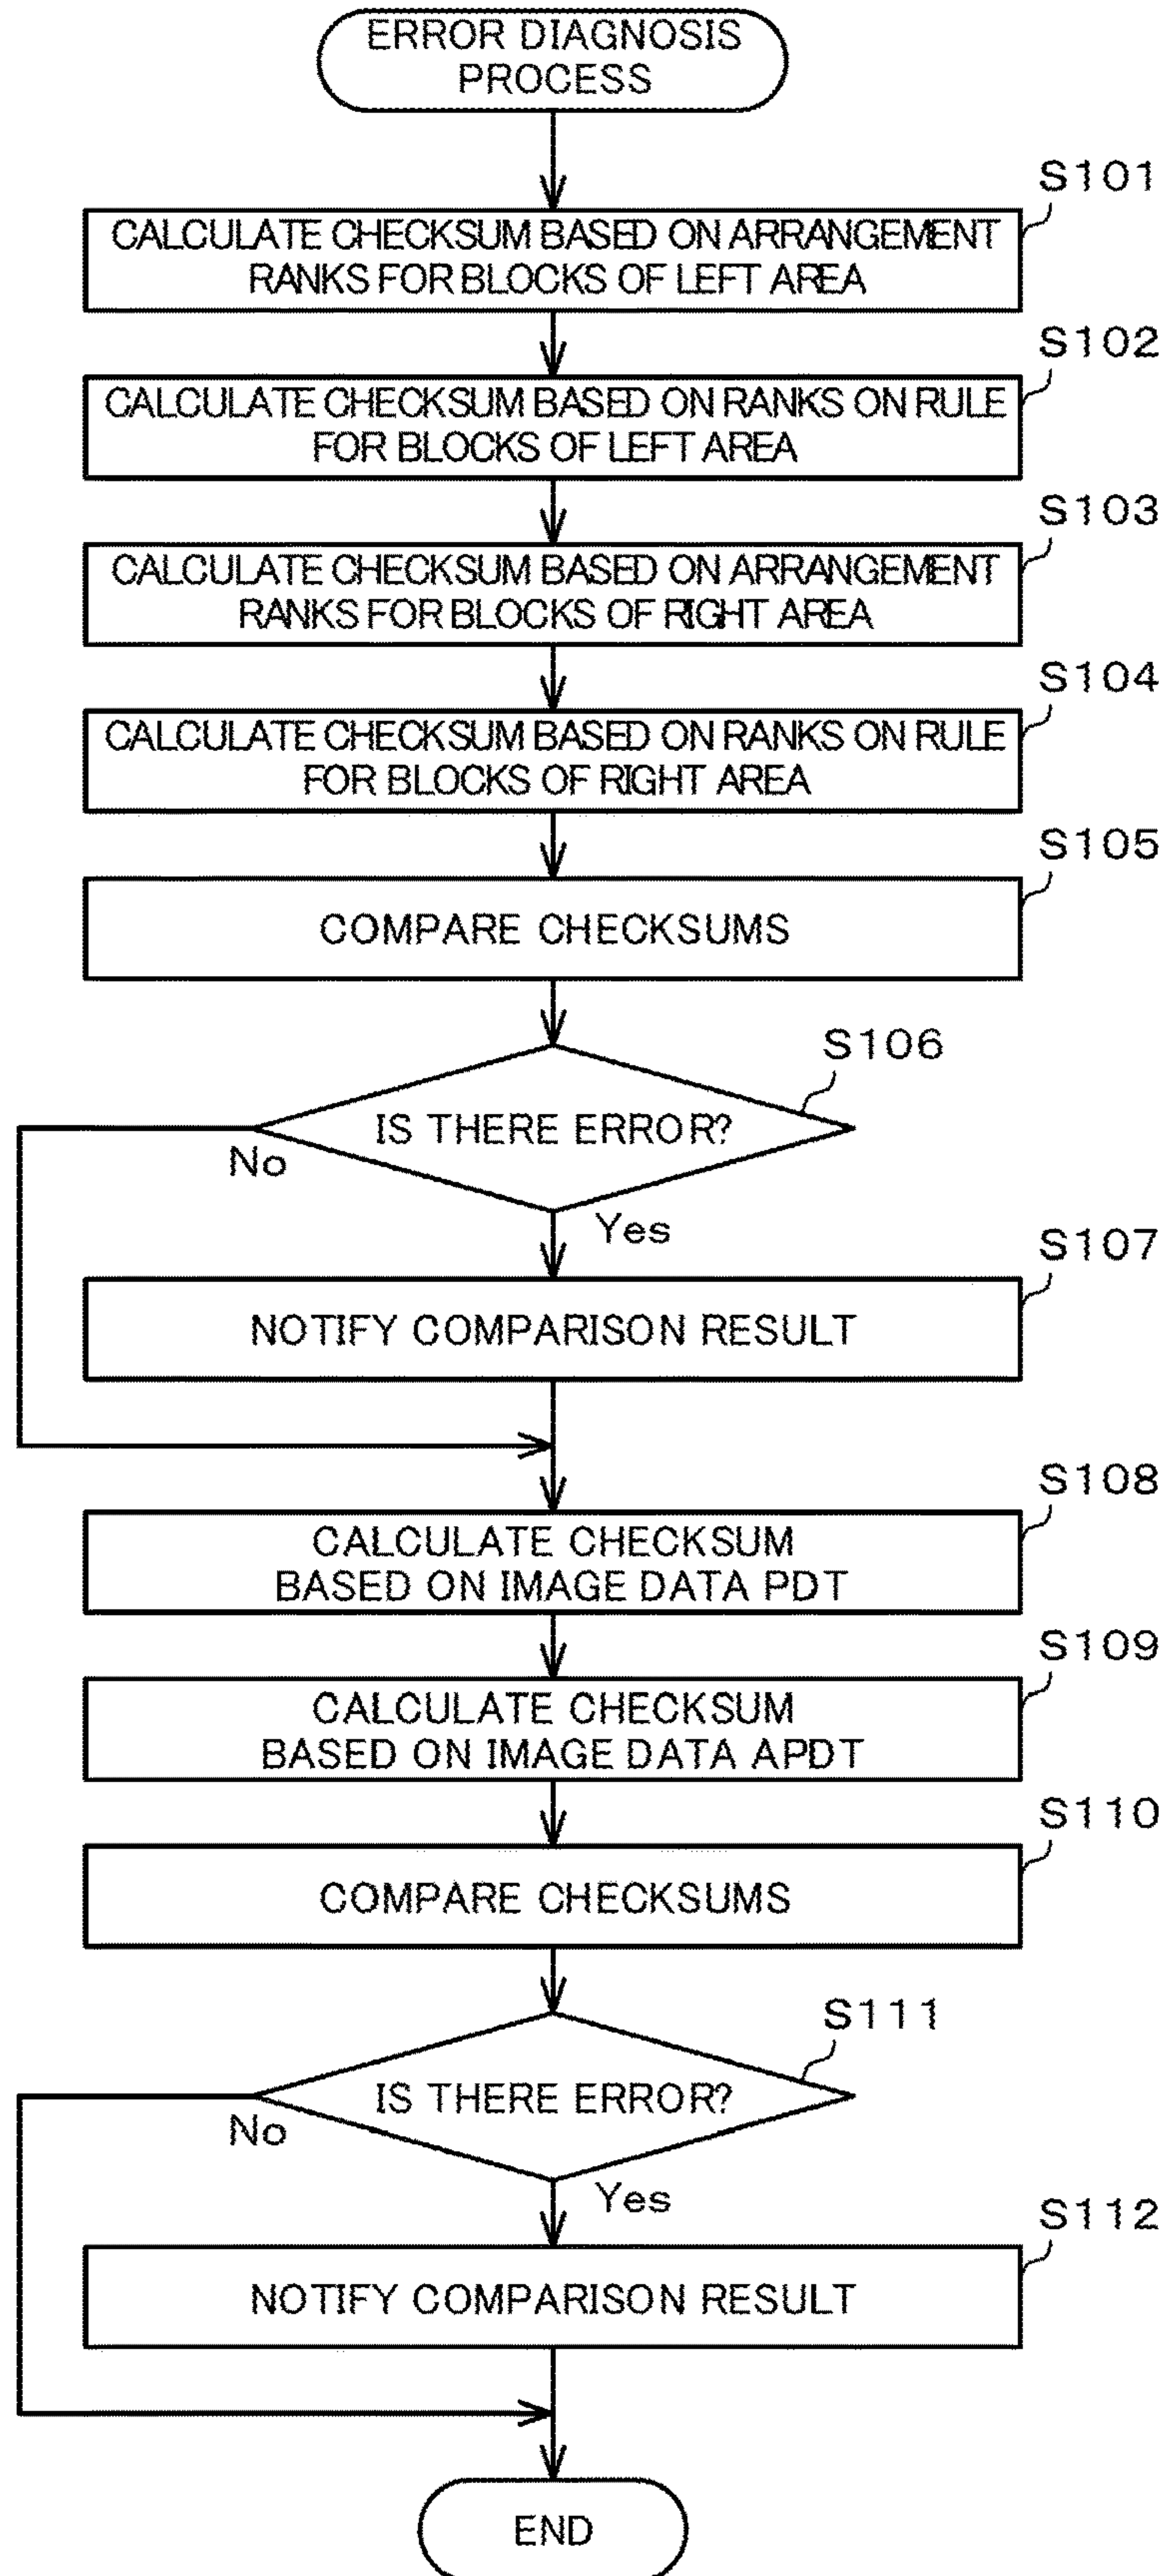 ERROR DIAGNOSIS
PROCESS
S101
CALCULATE CHECKSUM BASED ON ARRANGEMENT
RANKS FOR BLOCKS OF LEFT AREA
S102
CALCULATE CHECKSUM BASED ON RANKS ON RULE
FOR BLOCKS OF LEFT AREA
S103
CALCULATE CHECKSUM BASED ON ARRANGEMENT
RANKS FOR BLOCKS OF RIGHT AREA
S104
CALCULATE CHECKSUM BASED ON RANKS ON RULE
FOR BLOCKS OF RIGHT AREA
S105
COMPARE CHECKSUMS
S106
IS THERE ERROR?
No
Yes
S107
NOTIFY COMPARISON RESULT
S108
CALCULATE CHECKSUM
BASED ON IMAGE DATA PDT
S109
CALCULATE CHECKSUM
BASED ON IMAGE DATA APDT
S110
COMPARE CHECKSUMS
S111
IS THERE ERROR?
No
Yes
S112
NOTIFY COMPARISON RESULT
END